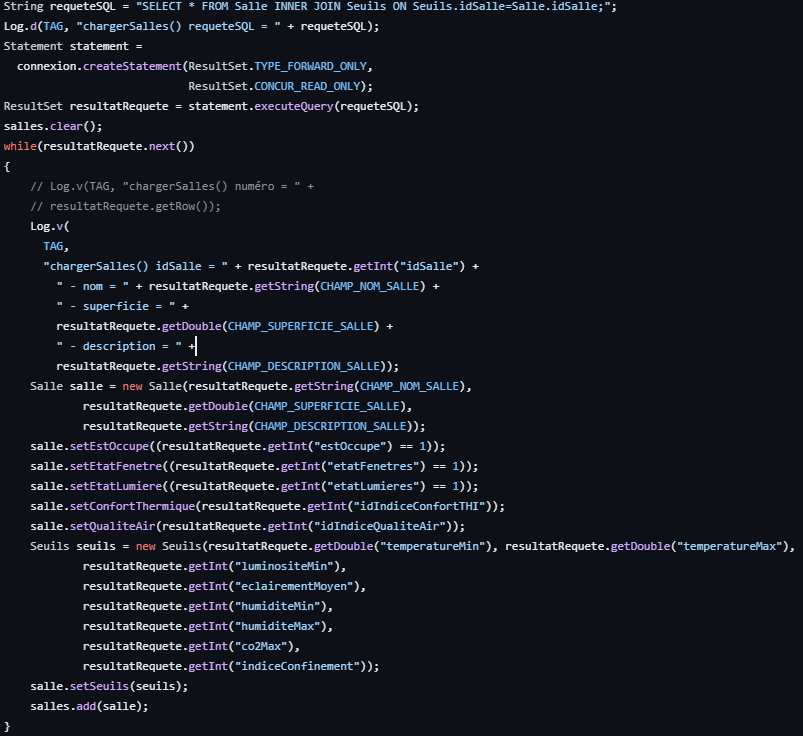 String requeteSQL = "SELECT * FROM Salle INNER JOIN Seuils ON Seuils.idSalle=Salle.idSalle;";
Log.d(TAG, "chargerSalles() requeteSQL = " + requeteSQL);
Statement statement =
  connexion.createStatement(ResultSet.TYPE_FORWARD_ONLY,
                            ResultSet.CONCUR_READ_ONLY);
ResultSet resultatRequete = statement.executeQuery(requeteSQL);
salles.clear();
while(resultatRequete.next())
{
    // Log.v(TAG, "chargerSalles() numéro = " +
    // resultatRequete.getRow());
    Log.v(
      TAG,
      "chargerSalles() idSalle = " + resultatRequete.getInt("idSalle") +
        " - nom = " + resultatRequete.getString(CHAMP_NOM_SALLE) +
        " - superficie = " +
        resultatRequete.getDouble(CHAMP_SUPERFICIE_SALLE) +
        " - description = " +
        resultatRequete.getString(CHAMP_DESCRIPTION_SALLE));
    Salle salle = new Salle(resultatRequete.getString(CHAMP_NOM_SALLE),
            resultatRequete.getDouble(CHAMP_SUPERFICIE_SALLE),
            resultatRequete.getString(CHAMP_DESCRIPTION_SALLE));
    salle.setEstOccupe((resultatRequete.getInt("estOccupe") == 1));
    salle.setEtatFenetre((resultatRequete.getInt("etatFenetres") == 1));
    salle.setEtatLumiere((resultatRequete.getInt("etatLumieres") == 1));
    salle.setConfortThermique(resultatRequete.getInt("idIndiceConfortTHI"));
    salle.setQualiteAir(resultatRequete.getInt("idIndiceQualiteAir"));
    Seuils seuils = new Seuils(resultatRequete.getDouble("temperatureMin"), resultatRequete.getDouble("temperatureMax"),
            resultatRequete.getInt("luminositeMin"),
            resultatRequete.getInt("eclairementMoyen"),
            resultatRequete.getInt("humiditeMin"),
            resultatRequete.getInt("humiditeMax"),
            resultatRequete.getInt("co2Max"),
            resultatRequete.getInt("indiceConfinement"));
    salle.setSeuils(seuils);
    salles.add(salle);
}